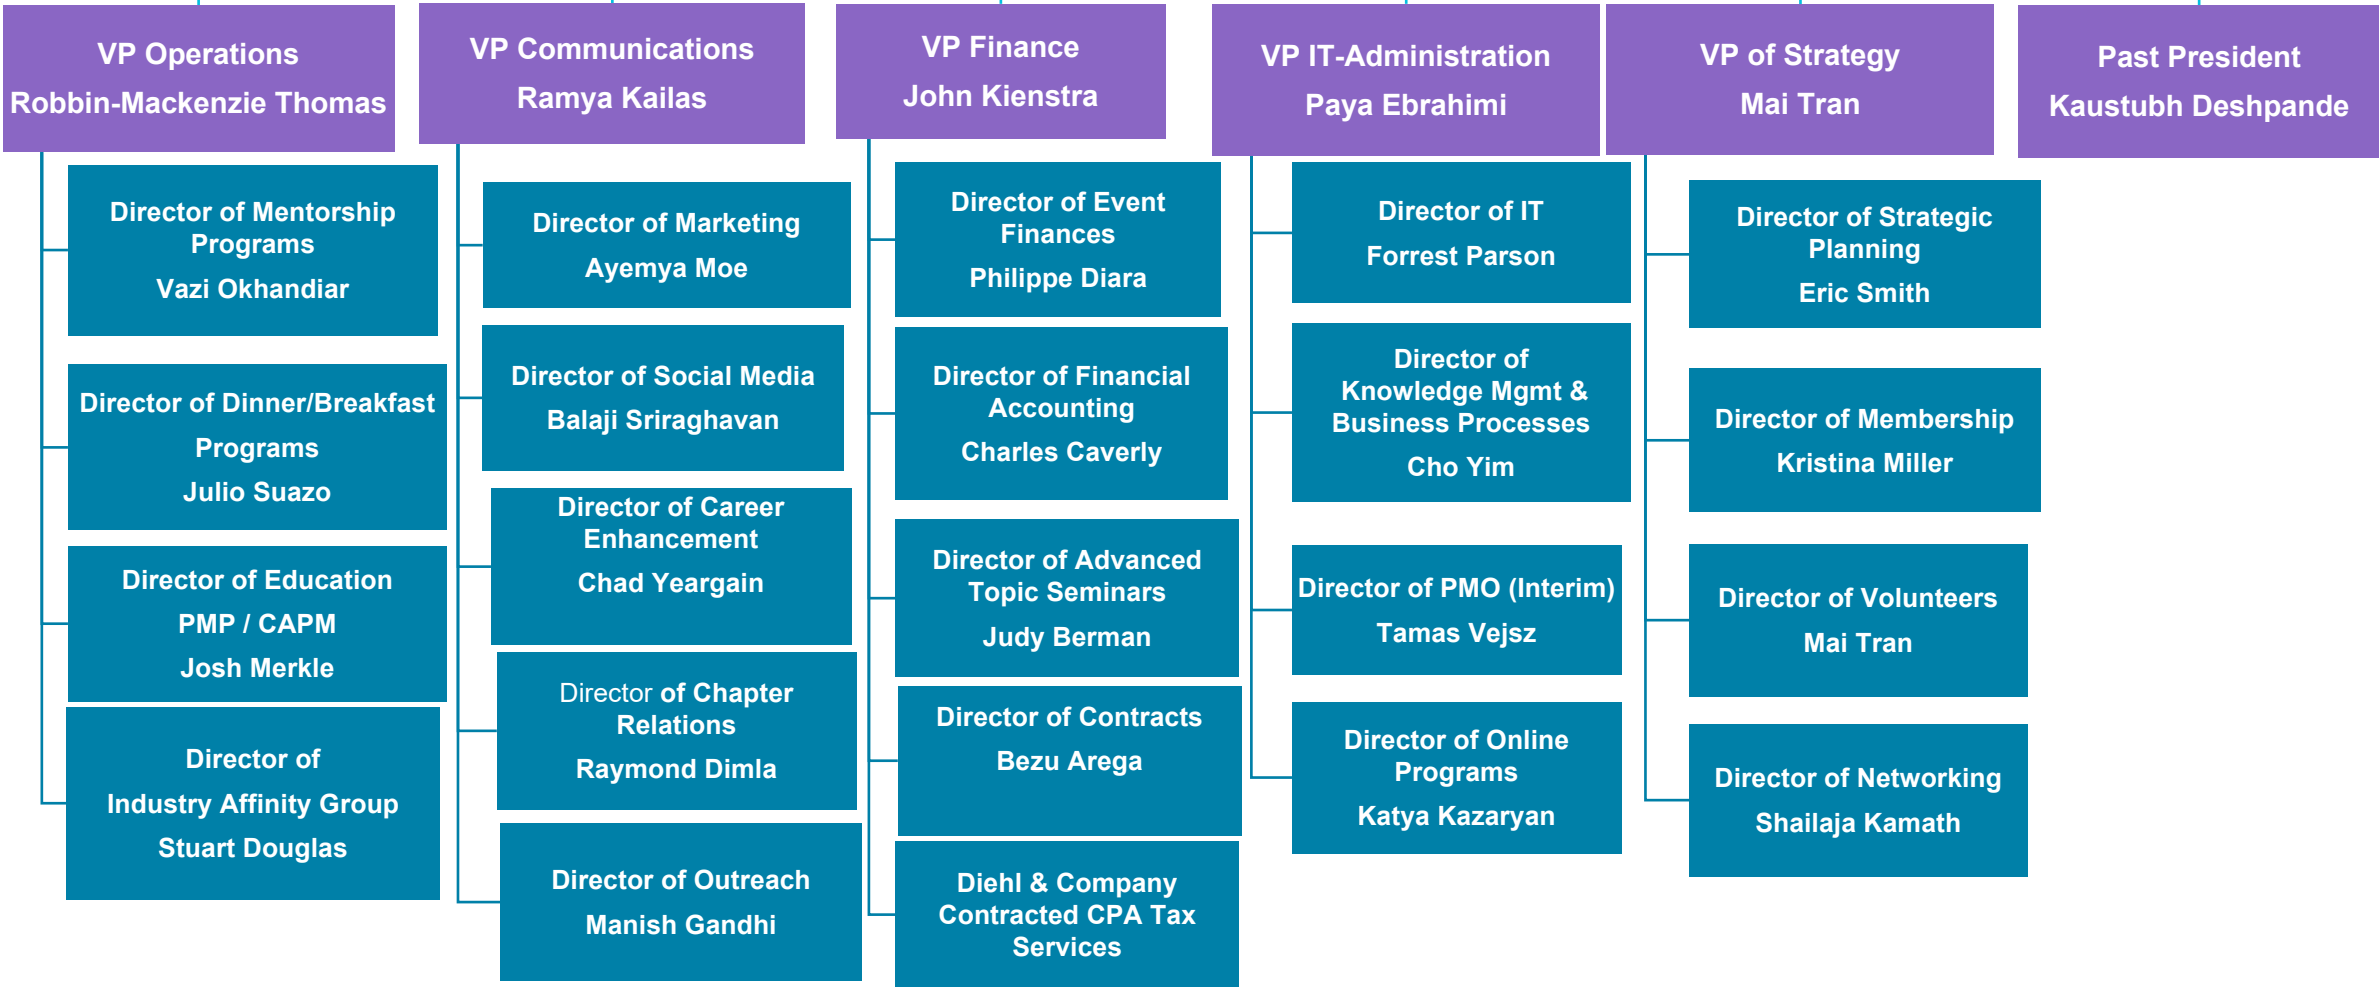 VP Operations
Robbin-Mackenzie Thomas
Director of Mentorship
Programs
Vazi Okhandiar
Director of Dinner/Breakfast
Programs
Julio Suazo
Director of Education
PMP / CAPM
Josh Merkle
Director of
Industry Affinity Group
Stuart Douglas
VP Communications
Ramya Kailas
Director of Marketing
Ayemya Moe
Director of Social Media
Balaji Sriraghavan
Director of Career
Enhancement
Chad Yeargain
Director of Chapter
Relations
Raymond Dimla
Director of Outreach
Manish Gandhi
VP Finance
John Kienstra
Director of Event
Finances
Philippe Diara
Director of Financial
Accounting
Charles Caverly
Director of Advanced
Topic Seminars
Judy Berman
Director of Contracts
Bezu Arega
Diehl & Company
Contracted CPA Tax
Services
VP IT-Administration
Paya Ebrahimi
Director of IT
Forrest Parson
Director of
Knowledge Mgmt &
Business Processes
Cho Yim
Director of PMO (Interim)
Tamas Vejsz
Director of Online
Programs
Katya Kazaryan
VP of Strategy
Mai Tran
Director of Strategic
Planning
Eric Smith
Director of Membership
Kristina Miller
Director of Volunteers
Mai Tran
Director of Networking
Shailaja Kamath
Past President
Kaustubh Deshpande